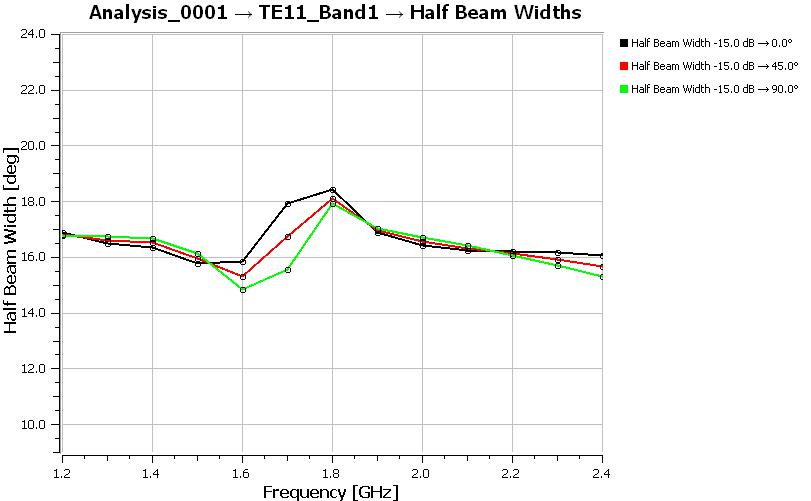 Analysis_0001 → TE11_Band1 → Half Beam Widths
24.0
22.0
20.0
18.0
16.0
14.0
12.0
10.0
Half Beam Width [deg]
1.2 1.4 1.6 1.8 2.0 2.2 2.4
Frequency [GHz]
Half Beam Width -15.0 dB → 0.0°
Half Beam Width -15.0 dB → 45.0°
Half Beam Width -15.0 dB → 90.0°